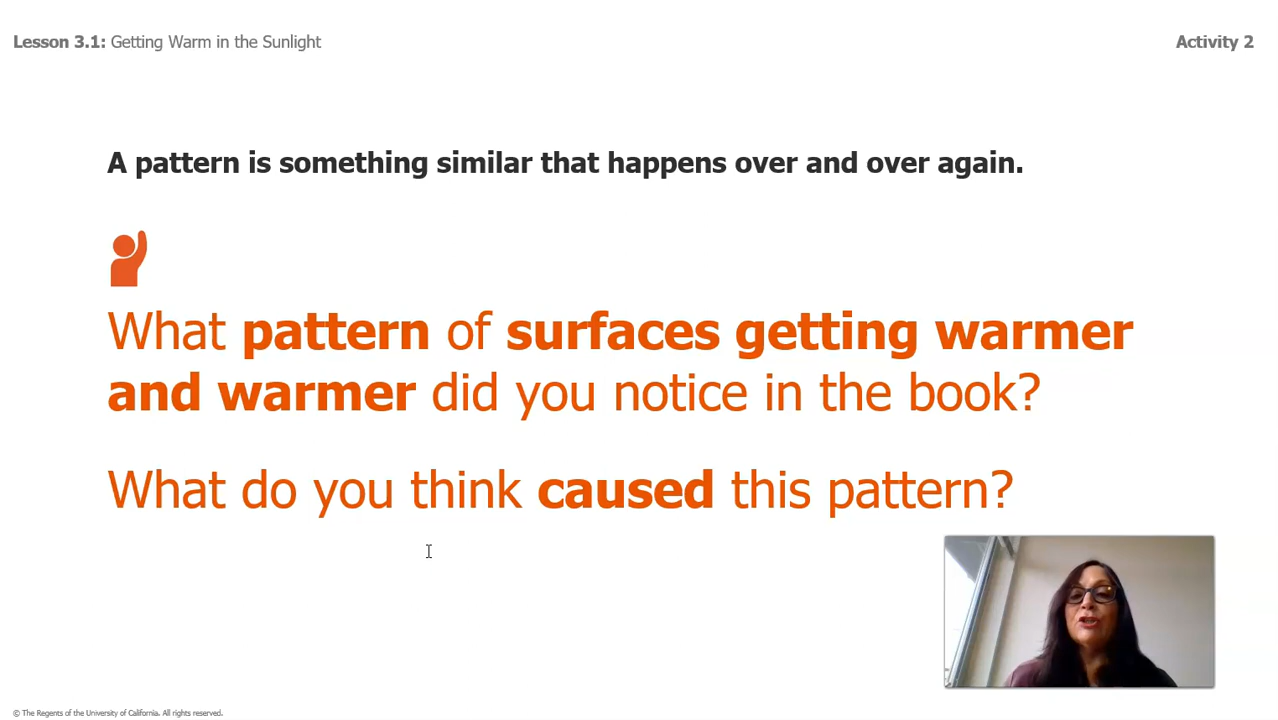 Lesson 3.1: Getting Warm in the Sunlight
Activity 2
A pattern is something similar that happens over and over again.
What pattern of surfaces getting warmer
and warmer did you notice in the book?
What do you think caused this pattern?
© The Regents of the University of California. All rights reserved.